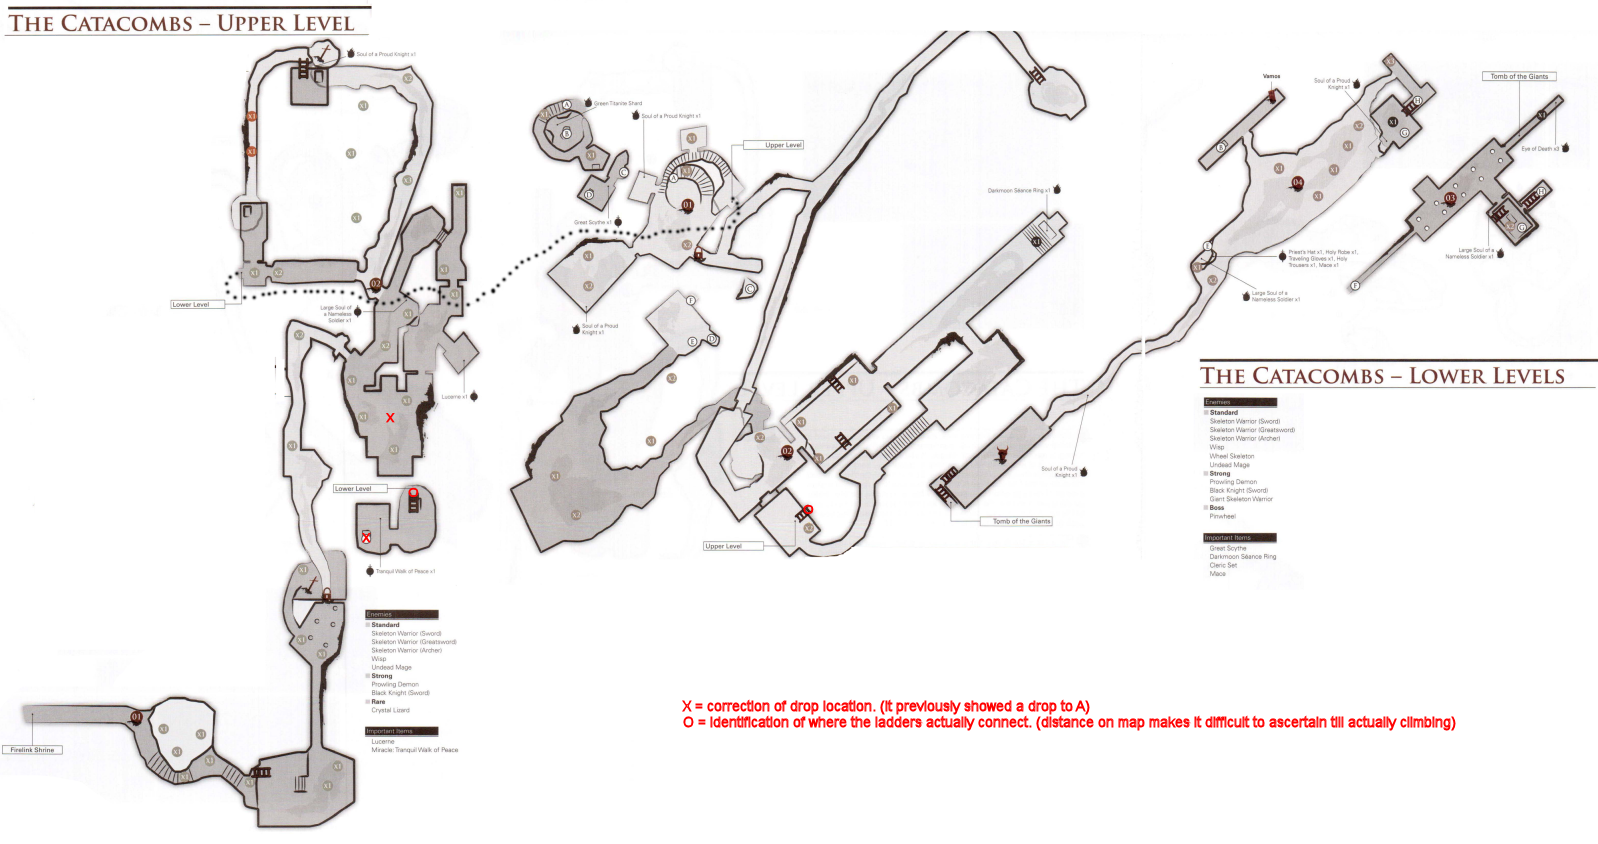 THE CATACOMBS – UPPER LEVEL
Soul of a Proud Knight x1
Lower Level
Large Soul of
a Nameless
Soldier x1
Lucerne x1
Lower Level
Tranquil Walk of Peace x1
Firelink Shrine
Enemies
Standard
Skeleton Warrior (Sword)
Skeleton Warrior (Greatsword)
Skeleton Warrior (Archer)
Wisp
Undead Mage
Strong
Prowling Demon
Black Knight (Sword)
Rare
Crystal Lizard
Important Items
Lucerne
Miracle: Tranquil Walk of Peace
Green Titanite Shard
Soul of a Proud Knight x1
Upper Level
Great Scythe x1
Soul of a Proud
Knight x1
Darkmoon Séance Ring x1
Upper Level
Tomb of the Giants
Soul of a Proud
Knight x1
Vamos
Soul of a Proud
Knight x1
Tomb of the Giants
Eye of Death x3
Large Soul of a
Nameless Soldier x1
Priest's Hat x1, Holy Robe x1,
Traveling Gloves x1, Holy
Trousers x1, Mace x1
Large Soul of a
Nameless Soldier x1
THE CATACOMBS – LOWER LEVELS
Enemies
Standard
Skeleton Warrior (Sword)
Skeleton Warrior (Greatsword)
Skeleton Warrior (Archer)
Wisp
Wheel Skeleton
Undead Mage
Strong
Prowling Demon
Black Knight (Sword)
Giant Skeleton Warrior
Boss
Pinwheel
Important Items
Great Scythe
Darkmoon Séance Ring
Cleric Set
Mace
X = correction of drop location. (it previously showed a drop to A)
O = identification of where the ladders actually connect. (distance on map makes it difficult to ascertain till actually climbing)